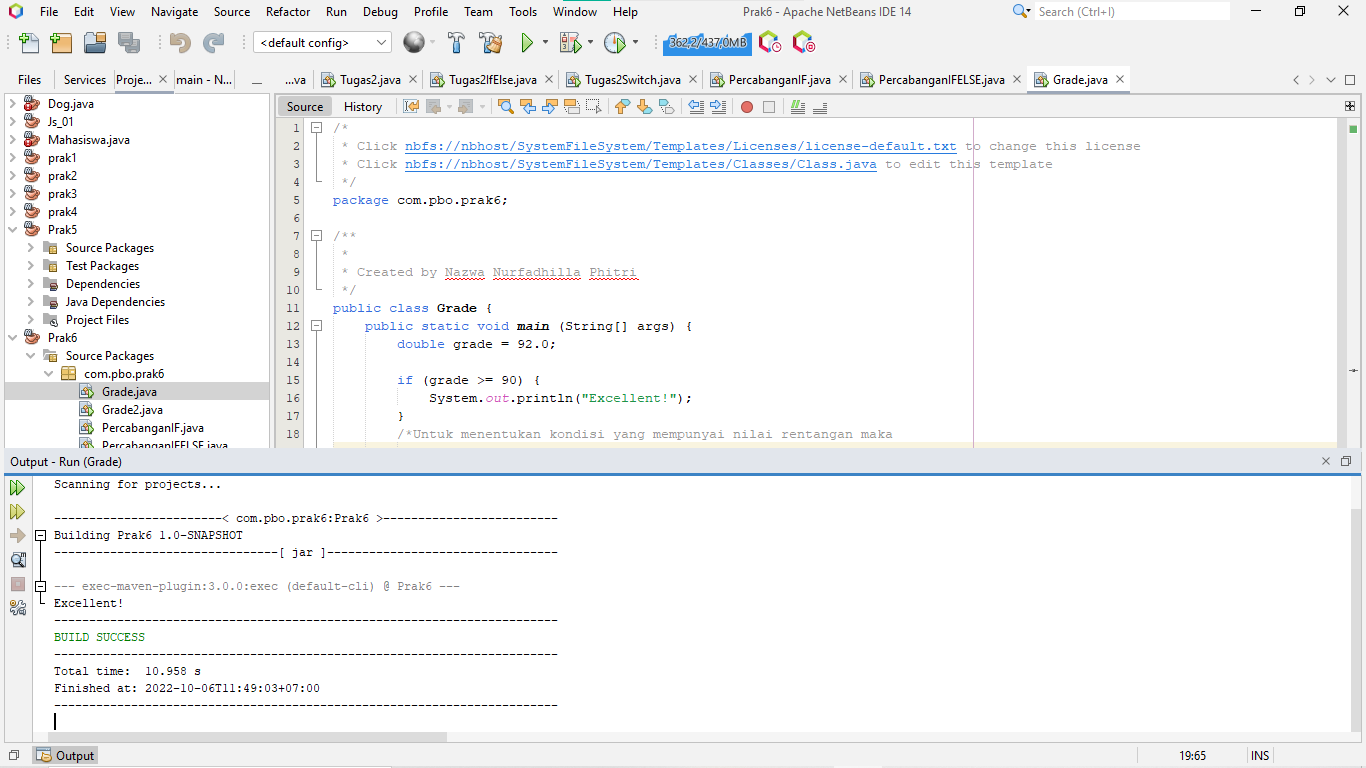 File Edit View Navigate Source Refactor Run Debug Profile Team Tools Window Help Prak6 - Apache NetBeans IDE 14 Search (Ctrl+I)
<default config> 362,2/437,0MB
Files Services Proje... main - N... ...va Tugas2.java Tugas2IfElse.java Tugas2Switch.java PercabanganIF.java PercabanganIFELSE.java Grade.java
Dog.java
Js_01
Mahasiswa.java
prak1
prak2
prak3
prak4
Prak5
Source Packages
Test Packages
Dependencies
Java Dependencies
Project Files
Prak6
Source Packages
com.pbo.prak6
Grade.java
Grade2.java
PercabanganIF.java
PercabanganIFELSE.java
Source History
1 /*
2 * Click nbfs://nbhost/SystemFileSystem/Templates/Licenses/license-default.txt to change this license
3 * Click nbfs://nbhost/SystemFileSystem/Templates/Classes/Class.java to edit this template
4 */
5 package com.pbo.prak6;
6
7 /**
8 *
9 * Created by Nazwa Nurfadhilla Phitri
10 */
11 public class Grade {
12 public static void main (String[] args) {
13 double grade = 92.0;
14
15 if (grade >= 90) {
16 System.out.println("Excellent!");
17 }
18 /*Untuk menentukan kondisi yang mempunyai nilai rentangan maka
Output - Run (Grade)
Scanning for projects...
------------------------< com.pbo.prak6:Prak6 >-------------------------
Building Prak6 1.0-SNAPSHOT
--------------------------------[ jar ]---------------------------------
--- exec-maven-plugin:3.0.0:exec (default-cli) @ Prak6 ---
Excellent!
------------------------------------------------------------------------
BUILD SUCCESS
------------------------------------------------------------------------
Total time:  10.958 s
Finished at: 2022-10-06T11:49:03+07:00
------------------------------------------------------------------------
Output 19:65 INS